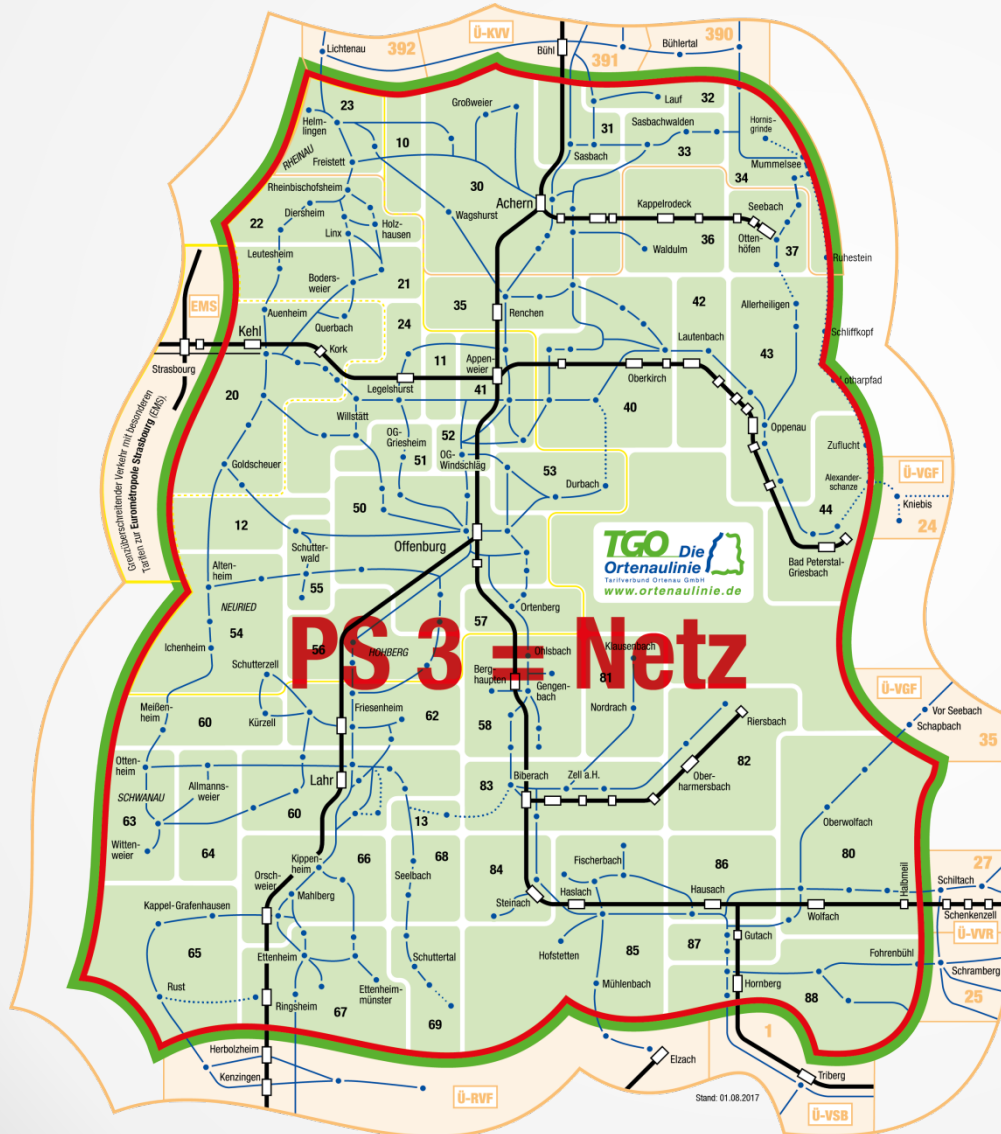 Ü-KVV
392
390
391
Lichtenau
Bühl
Bühlertal
23
Helm-
lingen
RHEINAU
Freistett
10
Großweier
Lauf
32
31
Sasbachwalden
Sasbach
33
Hornis-
grinde
Mummelsee
34
Rheinbischofsheim
Diersheim
22
Linx
Holz-
hausen
Leutesheim
30
Wagshurst
Achern
Kappelrodeck
Seebach
Otten-
höfen
36
Waldulm
37
Ruhestein
Boders-
weier
21
EMS
Auenheim
Querbach
24
35
Renchen
42
Allerheiligen
Lautenbach
Schliffkopf
43
Kehl
Kork
Strasbourg
11
Appen-
weier
41
Legelshurst
Oberkirch
Lotharpfad
20
Willstätt
40
Oppenau
52
OG-
Griesheim
51
OG-
Windschläg
Zuflucht
Goldscheuer
53
Durbach
Alexander-
schanze
Ü-VGF
Kniebis
24
44
Grenzüberschreitender Verkehr mit besonderen
Tarifen zur Eurométropole Strasbourg (EMS).
50
12
Offenburg
Schutter-
wald
55
TGO Die
Ortenaulinie
Tarifverbund Ortenau GmbH
www.ortenaulinie.de
Bad Peterstal-
Griesbach
Alten-
heim
NEURIED
54
Ichenheim
57
Ortenberg
56
HOHBERG
PS 3 = Netz
Ohlsbach
Klausenbach
81
Berg-
haupten
Gengen-
bach
Schutterzell
Kürzell
Meißen-
heim
60
Friesenheim
62
58
Nordrach
Riersbach
Ü-VGF
Vor Seebach
Schapbach
35
Otten-
heim
Allmanns-
weier
SCHWANAU
63
Witten-
weier
64
Lahr
60
13
83
Biberach
Zell a.H.
Ober-
harmersbach
82
Oberwolfach
80
Kippen-
heim
66
68
Seelbach
84
Steinach
Fischerbach
Haslach
86
Hausach
Wolfach
Halbmeil
27
Schiltach
Schenkenzell
Ü-VVR
Orsch-
weier
Mahlberg
Kappel-Grafenhausen
65
Ettenheim
Schuttertal
Hofstetten
85
87
Gutach
Fohrenbühl
Schramberg
25
Rust
Ringsheim
Ettenheim-
münster
67
69
Mühlenbach
Hornberg
88
1
Herbolzheim
Kenzingen
Ü-RVF
Elzach
Triberg
Stand: 01.08.2017
Ü-VSB